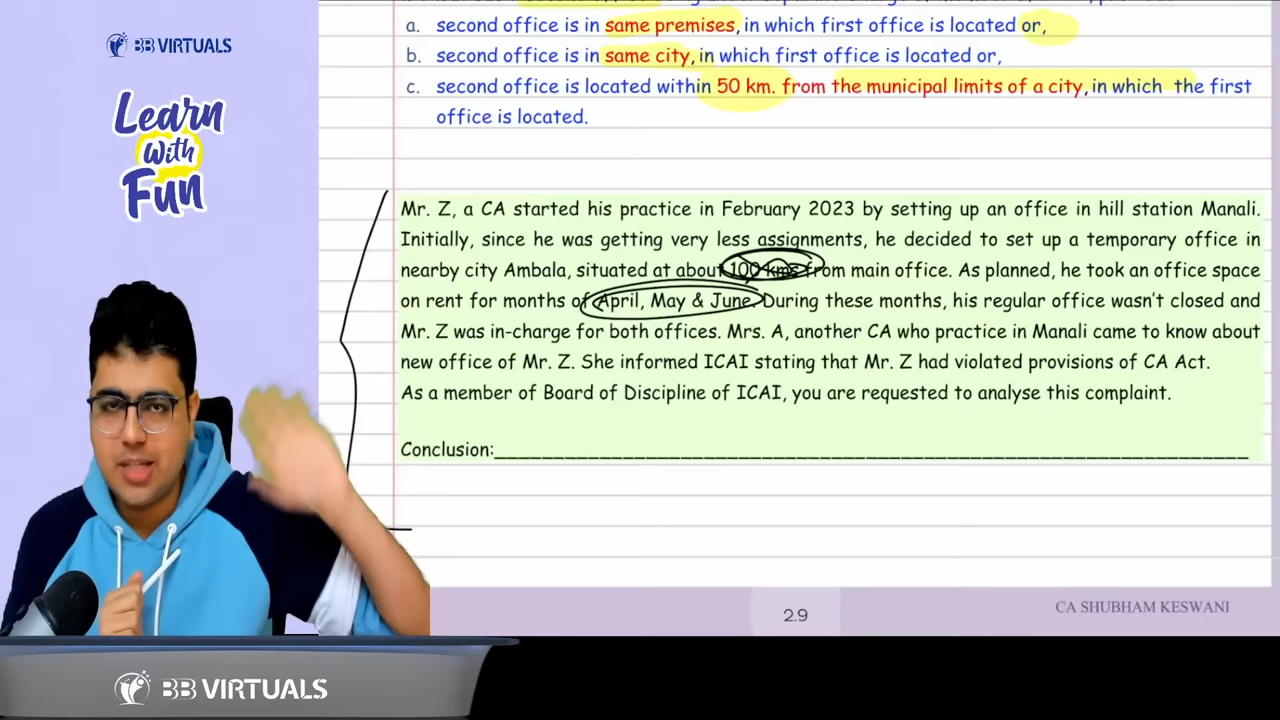 BB VIRTUALS
Learn
With
Fun
a. second office is in same premises, in which first office is located or,
b. second office is in same city, in which first office is located or,
c. second office is located within 50 km. from the municipal limits of a city, in which the first
office is located.
Mr. Z, a CA started his practice in February 2023 by setting up an office in hill station Manali.
Initially, since he was getting very less assignments, he decided to set up a temporary office in
nearby city Ambala, situated at about 100 kms from main office. As planned, he took an office space
on rent for months of April, May & June. During these months, his regular office wasn't closed and
Mr. Z was in-charge for both offices. Mrs. A, another CA who practice in Manali came to know about
new office of Mr. Z. She informed ICAI stating that Mr. Z had violated provisions of CA Act.
As a member of Board of Discipline of ICAI, you are requested to analyse this complaint.
Conclusion:
2.9
CA SHUBHAM KESWANI
BB VIRTUALS